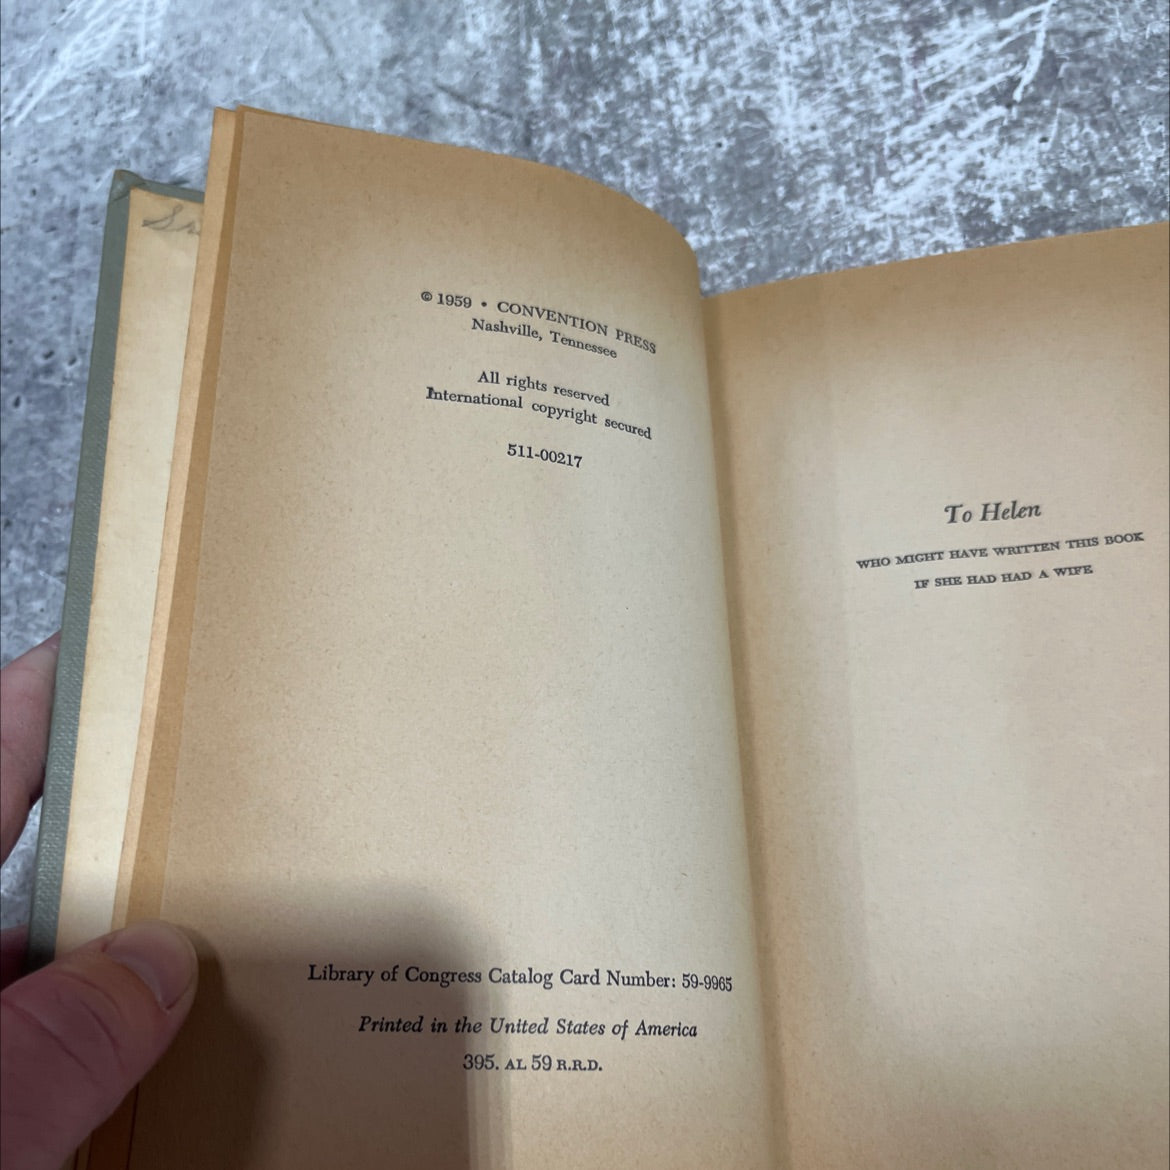 © 1959 • CONVENTION PRESS
Nashville, Tennessee
All rights reserved
International copyright secured
511-00217
Library of Congress Catalog Card Number: 59-9965
Printed in the United States of America
395. AL 59 R.R.D.
To Helen
WHO MIGHT HAVE WRITTEN THIS BOOK
IF SHE HAD HAD A WIFE